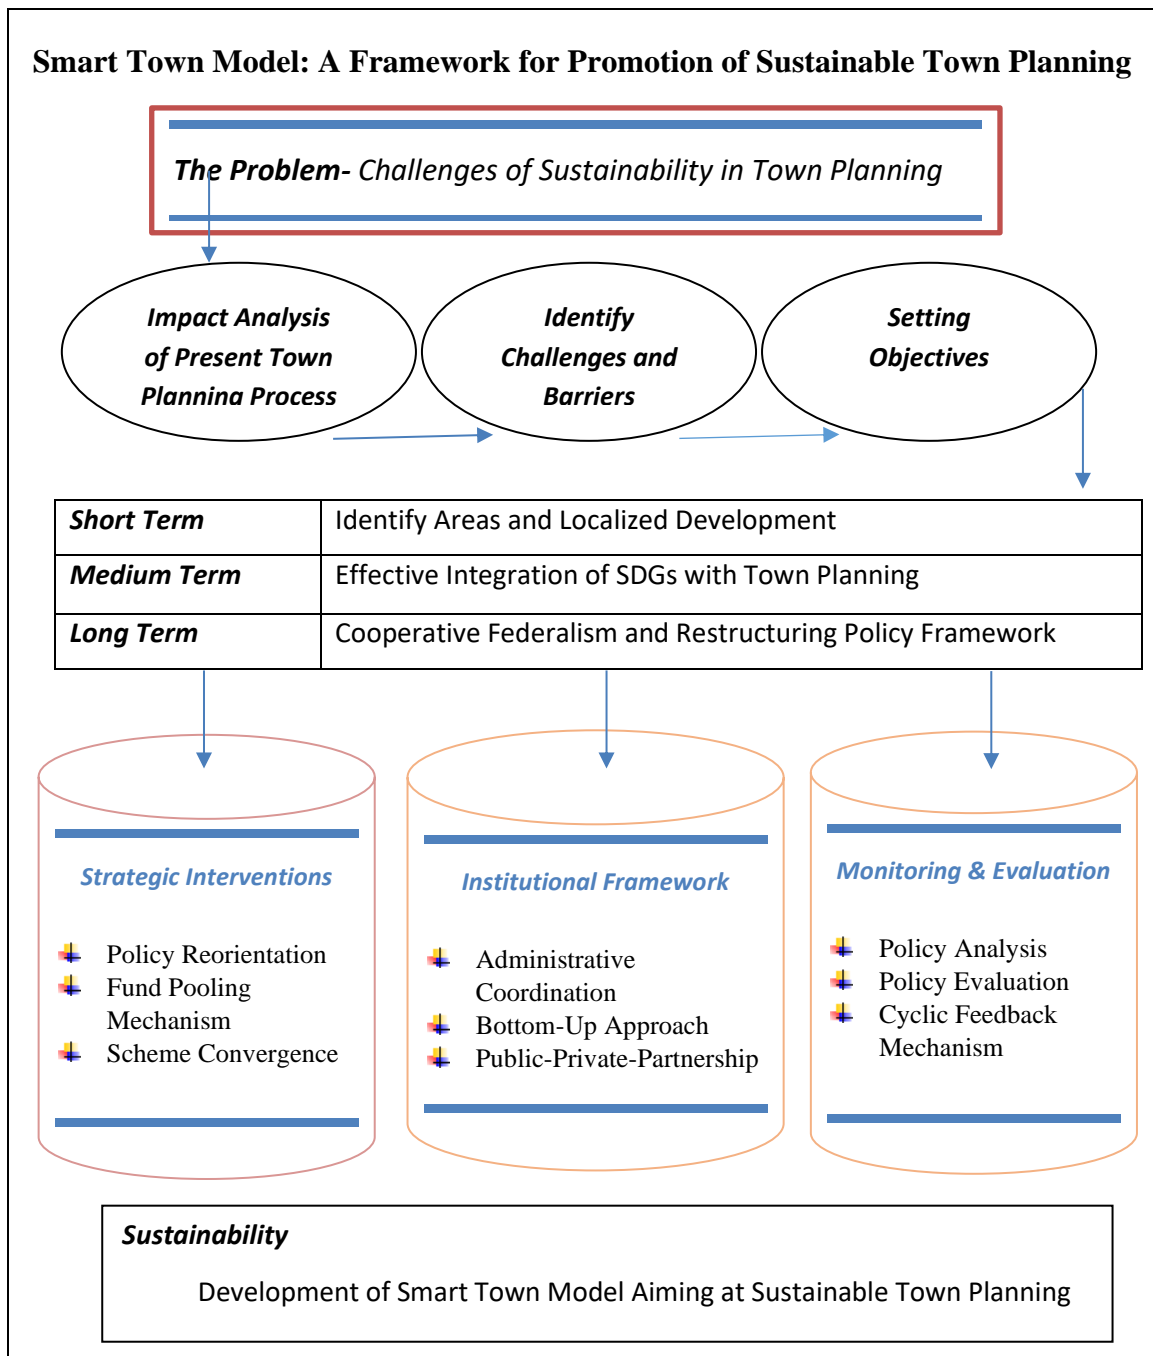 Smart Town Model: A Framework for Promotion of Sustainable Town Planning
The Problem- Challenges of Sustainability in Town Planning
Impact Analysis
of Present Town
Planning Process
Identify
Challenges and
Barriers
Setting
Objectives
Short Term Identify Areas and Localized Development
Medium Term Effective Integration of SDGs with Town Planning
Long Term Cooperative Federalism and Restructuring Policy Framework
Strategic Interventions
Policy Reorientation
Fund Pooling
Mechanism
Scheme Convergence
Institutional Framework
Administrative
Coordination
Bottom-Up Approach
Public-Private-Partnership
Monitoring & Evaluation
Policy Analysis
Policy Evaluation
Cyclic Feedback
Mechanism
Sustainability
Development of Smart Town Model Aiming at Sustainable Town Planning